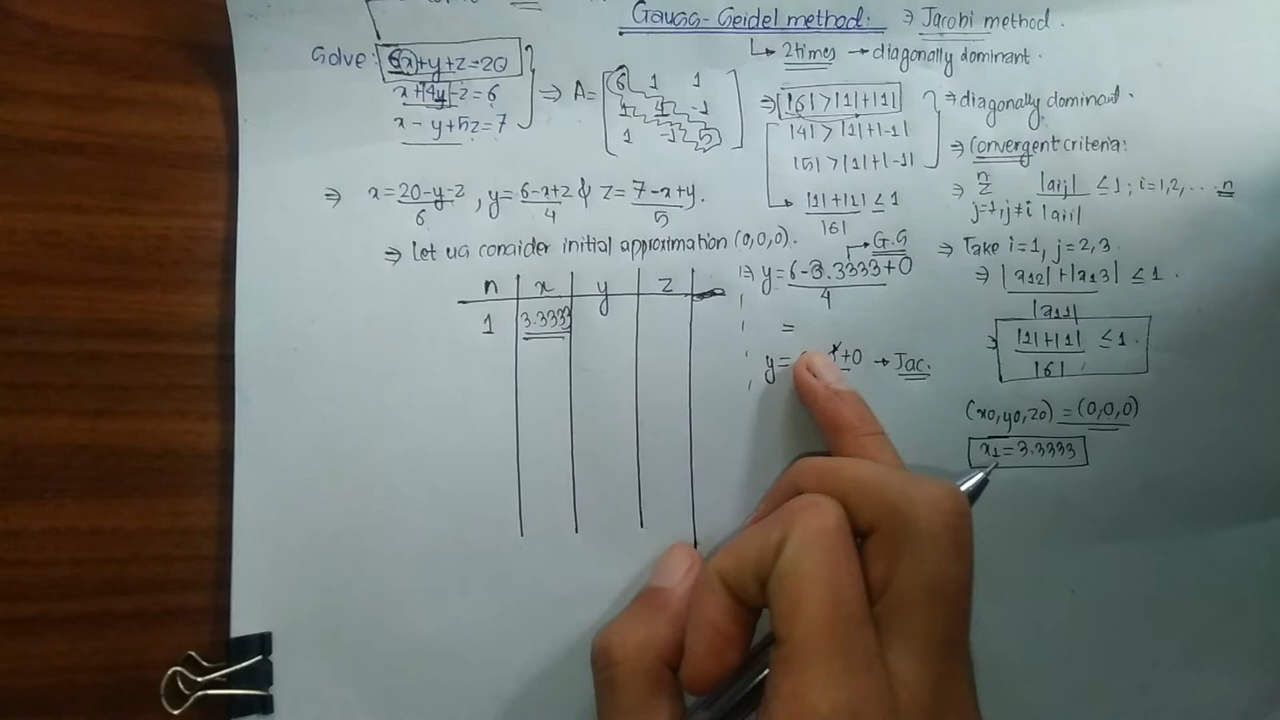 Gauss-Seidel method: ⇒ Jacobi method.
↳ 2times → diagonally dominant.
Solve: 6x+y+z=20
x+4y-z=6
x-y+5z=7
⇒ A= [6 1 1
1 4 -1
1 -1 5]
⇒ |6|>|1|+|1|
|4|>|1|+|-1|
|5|>|1|+|-1|
⇒ diagonally dominant.
⇒ Convergent criteria:
|1|+|1| ≤ 1
|6|
n
Σ |aij| ≤ 1; i=1,2,...n
j=1,j≠i |aii|
⇒ x=20-y-z/6, y=6-x+z/4 & z=7-x+y/5.
⇒ Let us consider initial approximation (0,0,0).
⇒ Take i=1, j=2,3
⇒ |a12|+|a13| ≤ 1.
|a11|
⇒ |1|+|1| ≤ 1.
|6|
n x y z
1 3.3333
→ G.S
⇒ y=6-3.3333+0
4
=
y= +0 → Jac.
(x0,y0,z0) = (0,0,0)
x1=3.3333